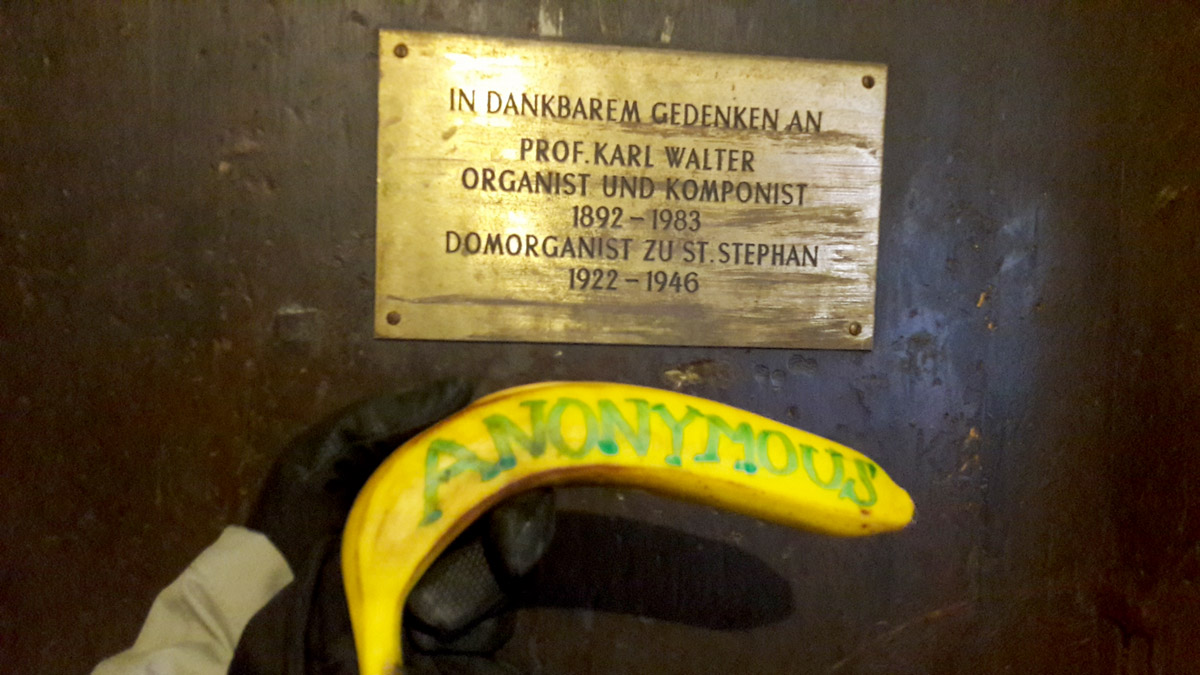 IN DANKBAREM GEDENKEN AN
PROF. KARL WALTER
ORGANIST UND KOMPONIST
1892 – 1983
DOMORGANIST ZU ST. STEPHAN
1922 – 1946
ANONYMOUS